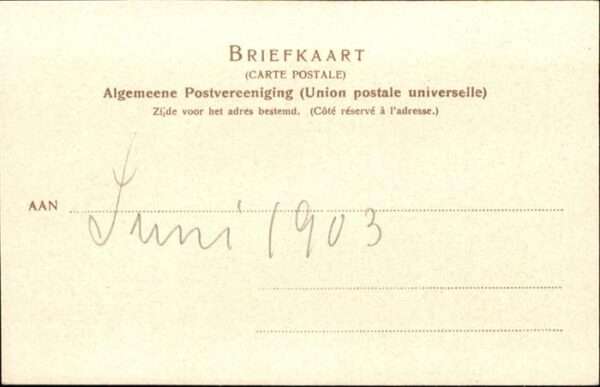 BRIEFKAART
(CARTE POSTALE)
Algemeene Postvereeniging (Union postale universelle)
Zijde voor het adres bestemd. (Côté réservé à l'adresse.)
AAN
Juni 1903